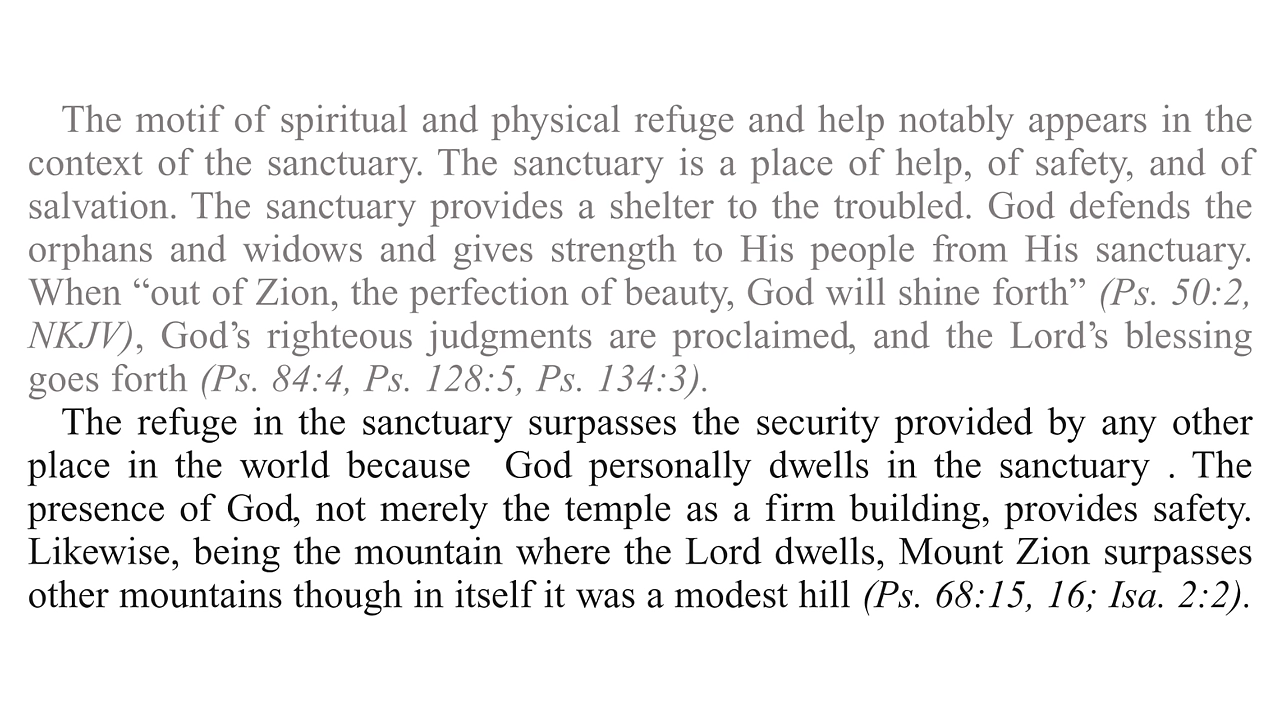 The motif of spiritual and physical refuge and help notably appears in the
context of the sanctuary. The sanctuary is a place of help, of safety, and of
salvation. The sanctuary provides a shelter to the troubled. God defends the
orphans and widows and gives strength to His people from His sanctuary.
When “out of Zion, the perfection of beauty, God will shine forth” (Ps. 50:2,
NKJV), God’s righteous judgments are proclaimed, and the Lord’s blessing
goes forth (Ps. 84:4, Ps. 128:5, Ps. 134:3).
The refuge in the sanctuary surpasses the security provided by any other
place in the world because God personally dwells in the sanctuary . The
presence of God, not merely the temple as a firm building, provides safety.
Likewise, being the mountain where the Lord dwells, Mount Zion surpasses
other mountains though in itself it was a modest hill (Ps. 68:15, 16; Isa. 2:2).